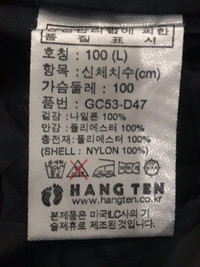 품 질 표 시
호칭 : 100 (L)
항목 : 신체치수(cm)
가슴둘레 : 100
품번 : GC53-D47
겉감 : 나일론 100%
안감 : 폴리에스터 100%
충전재 : 폴리에스터 100%
(SHELL : NYLON 100%)
HANG TEN
www.hangten.co.kr
본제품은 미국ILC사의 기
술제휴로 제조된 것입니다